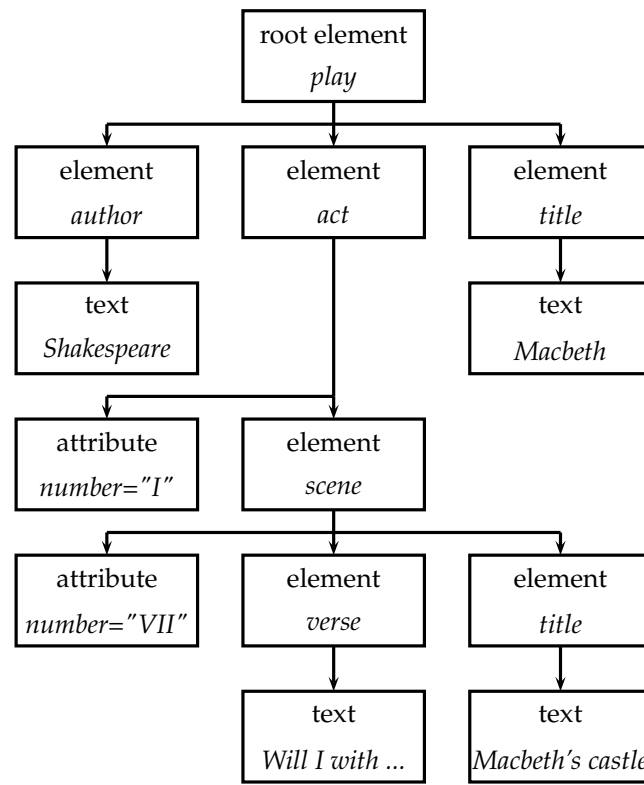 root element
play
element
author
element
act
element
title
text
Shakespeare
text
Macbeth
attribute
number="I"
element
scene
attribute
number="VII"
element
verse
element
title
text
Will I with ...
text
Macbeth's castle